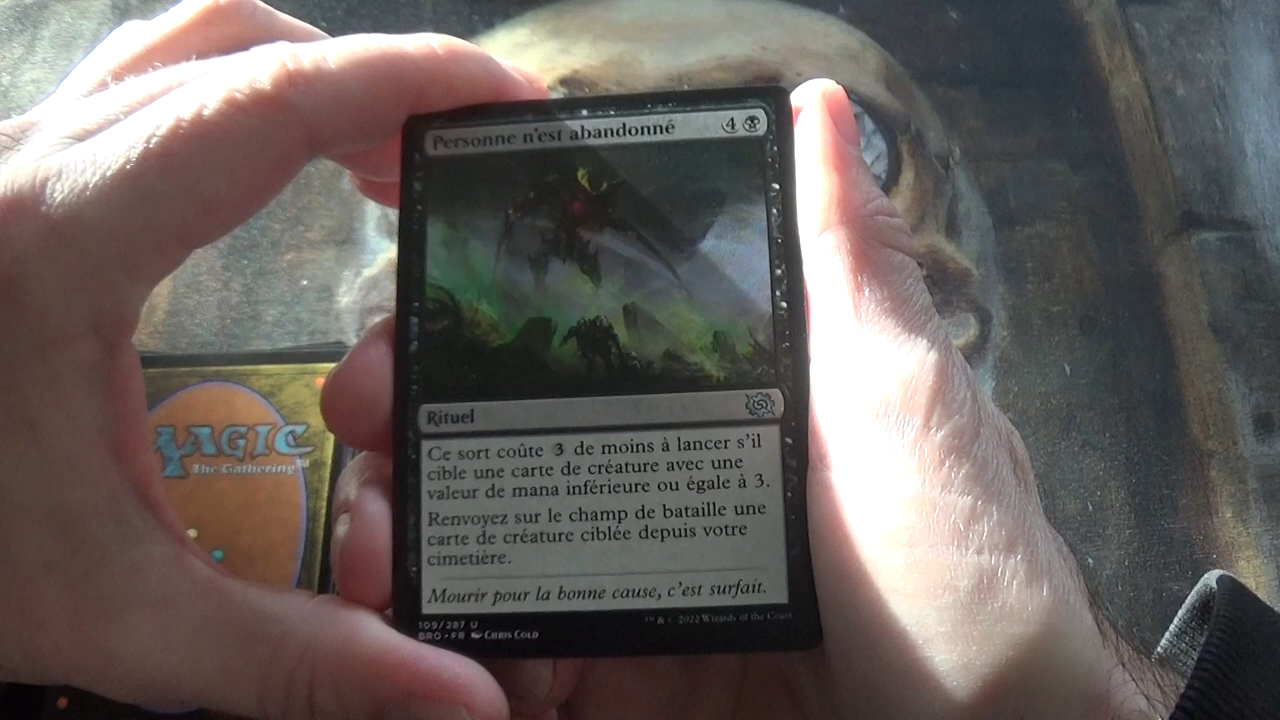 Personne n'est abandonné 4
Rituel
Ce sort coûte 3 de moins à lancer s'il
cible une carte de créature avec une
valeur de mana inférieure ou égale à 3.
Renvoyez sur le champ de bataille une
carte de créature ciblée depuis votre
cimetière.
Mourir pour la bonne cause, c'est surfait.
109/287 U
BRO • FR Chris Cold
™ & © 2022 Wizards of the Coast
MAGIC
The Gathering